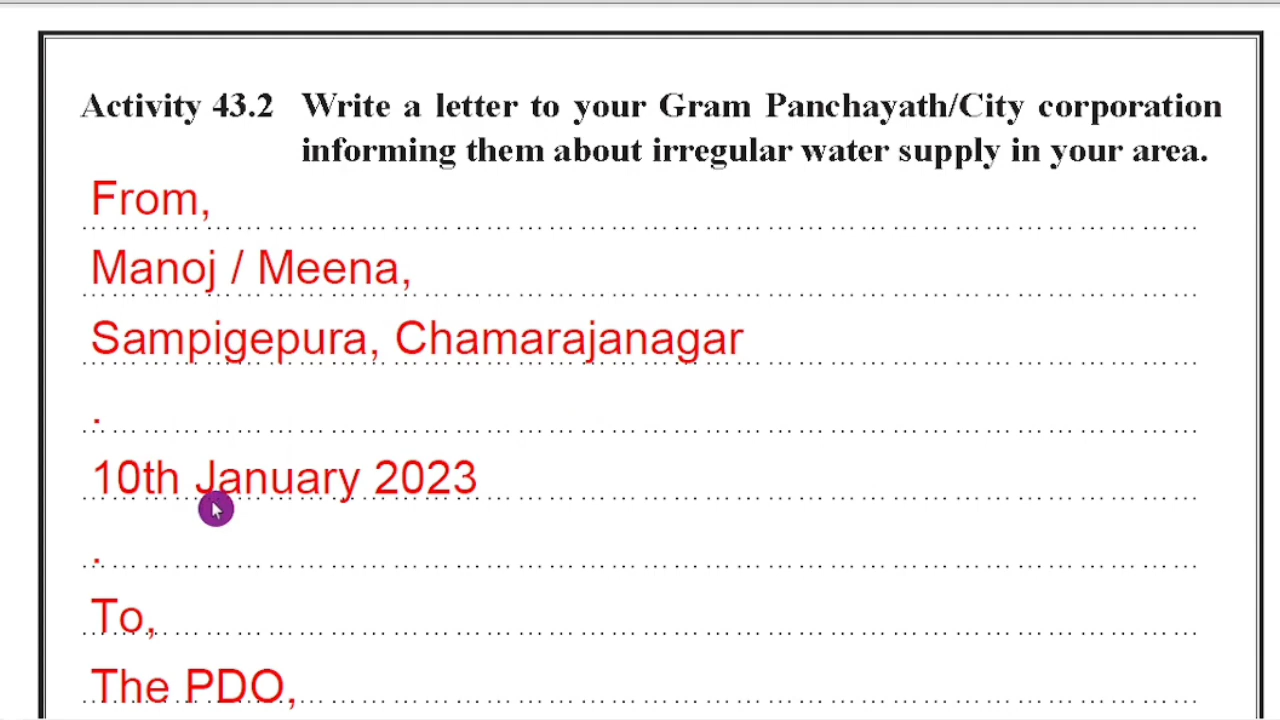 Activity 43.2 Write a letter to your Gram Panchayath/City corporation
informing them about irregular water supply in your area.
From,
Manoj / Meena,
Sampigepura, Chamarajanagar
.
10th January 2023
.
To,
The PDO,